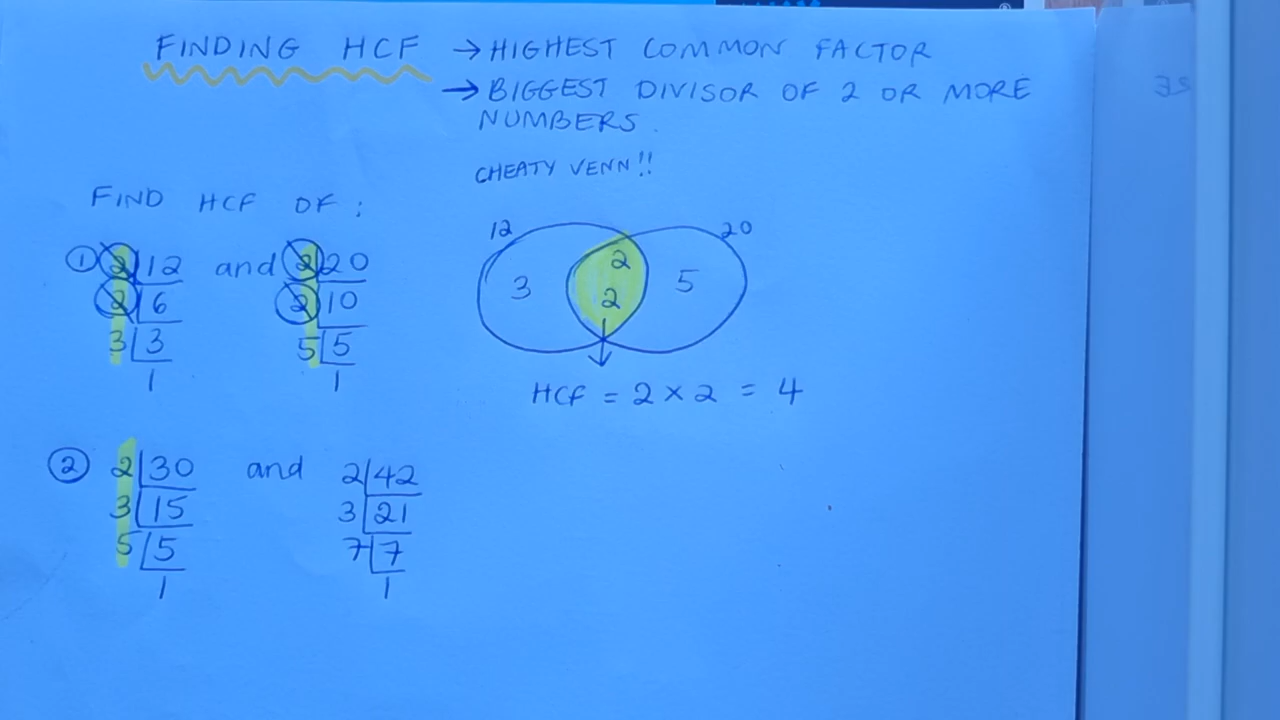 FINDING HCF → HIGHEST COMMON FACTOR
→ BIGGEST DIVISOR OF 2 OR MORE
NUMBERS.
CHEATY VENN!!
FIND HCF OF:
① 2 12 and 2 20
2 6 2 10
3 3 5 5
1 1
12 20
3 2 5
2
HCF = 2 × 2 = 4
② 2 30 and 2 42
3 15 3 21
5 5 7 7
1 1